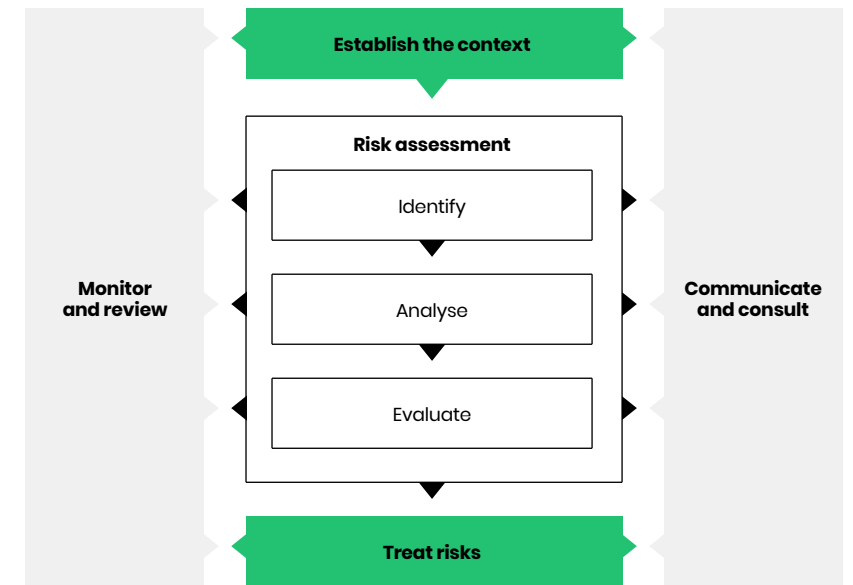 Establish the context
Risk assessment
Identify
Monitor
and review
Analyse
Communicate
and consult
Evaluate
Treat risks